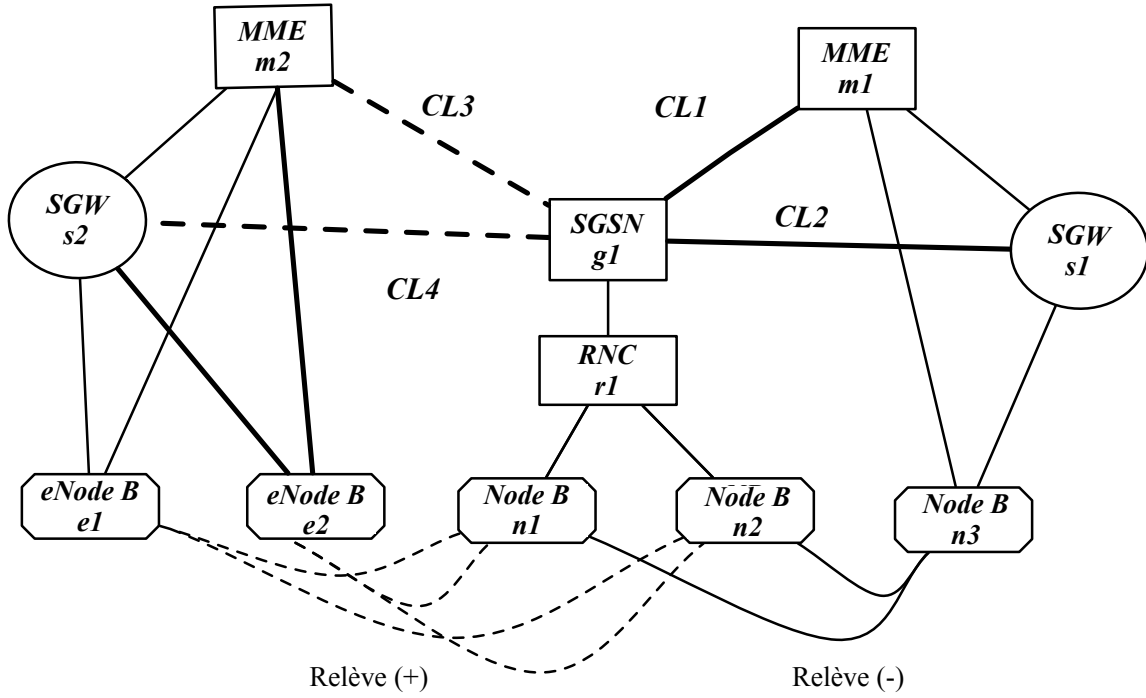 MME
m2
MME
m1
CL3
CL1
SGW
s2
SGSN
g1
CL2
SGW
s1
CL4
RNC
r1
eNode B
e1
eNode B
e2
Node B
n1
Node B
n2
Node B
n3
Relève (+)
Relève (-)